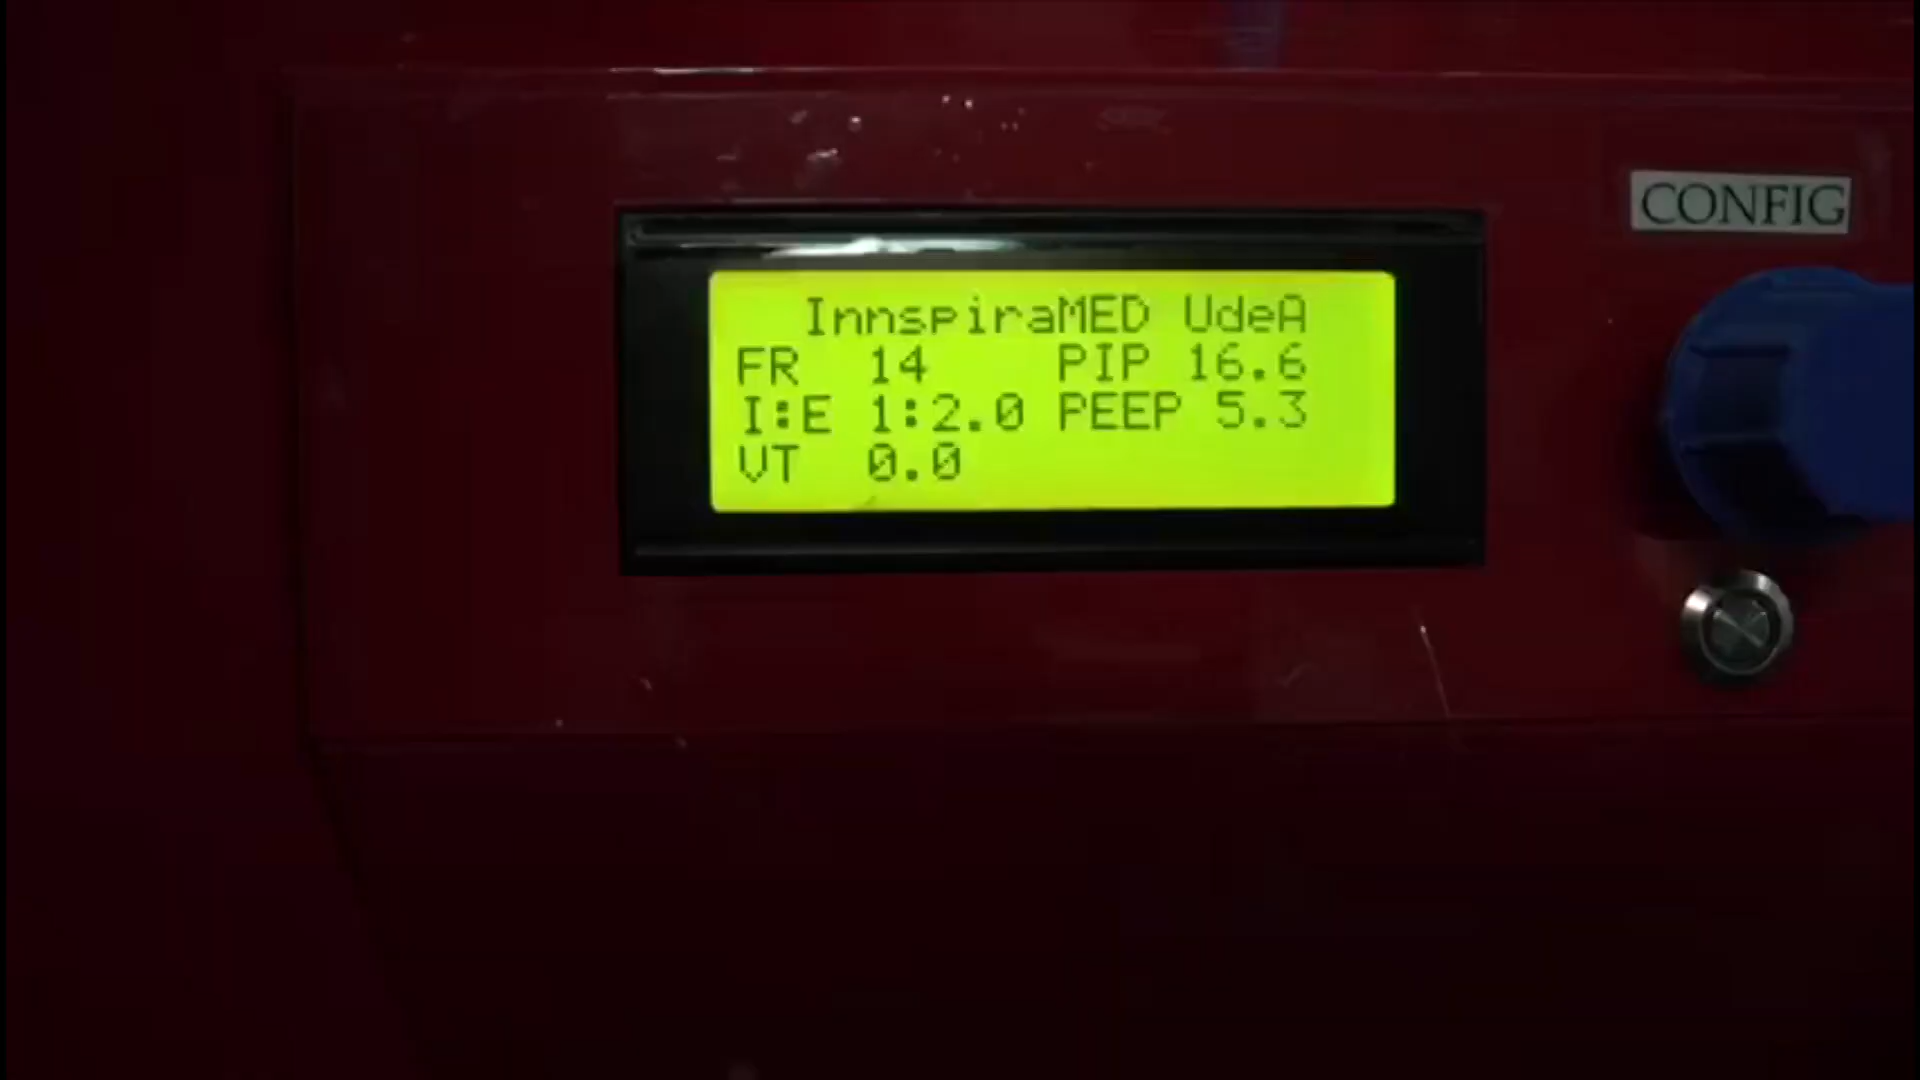 CONFIG
InnspiraMED UdeA
FR 14 PIP 16.6
I:E 1:2.0 PEEP 5.3
VT 0.0